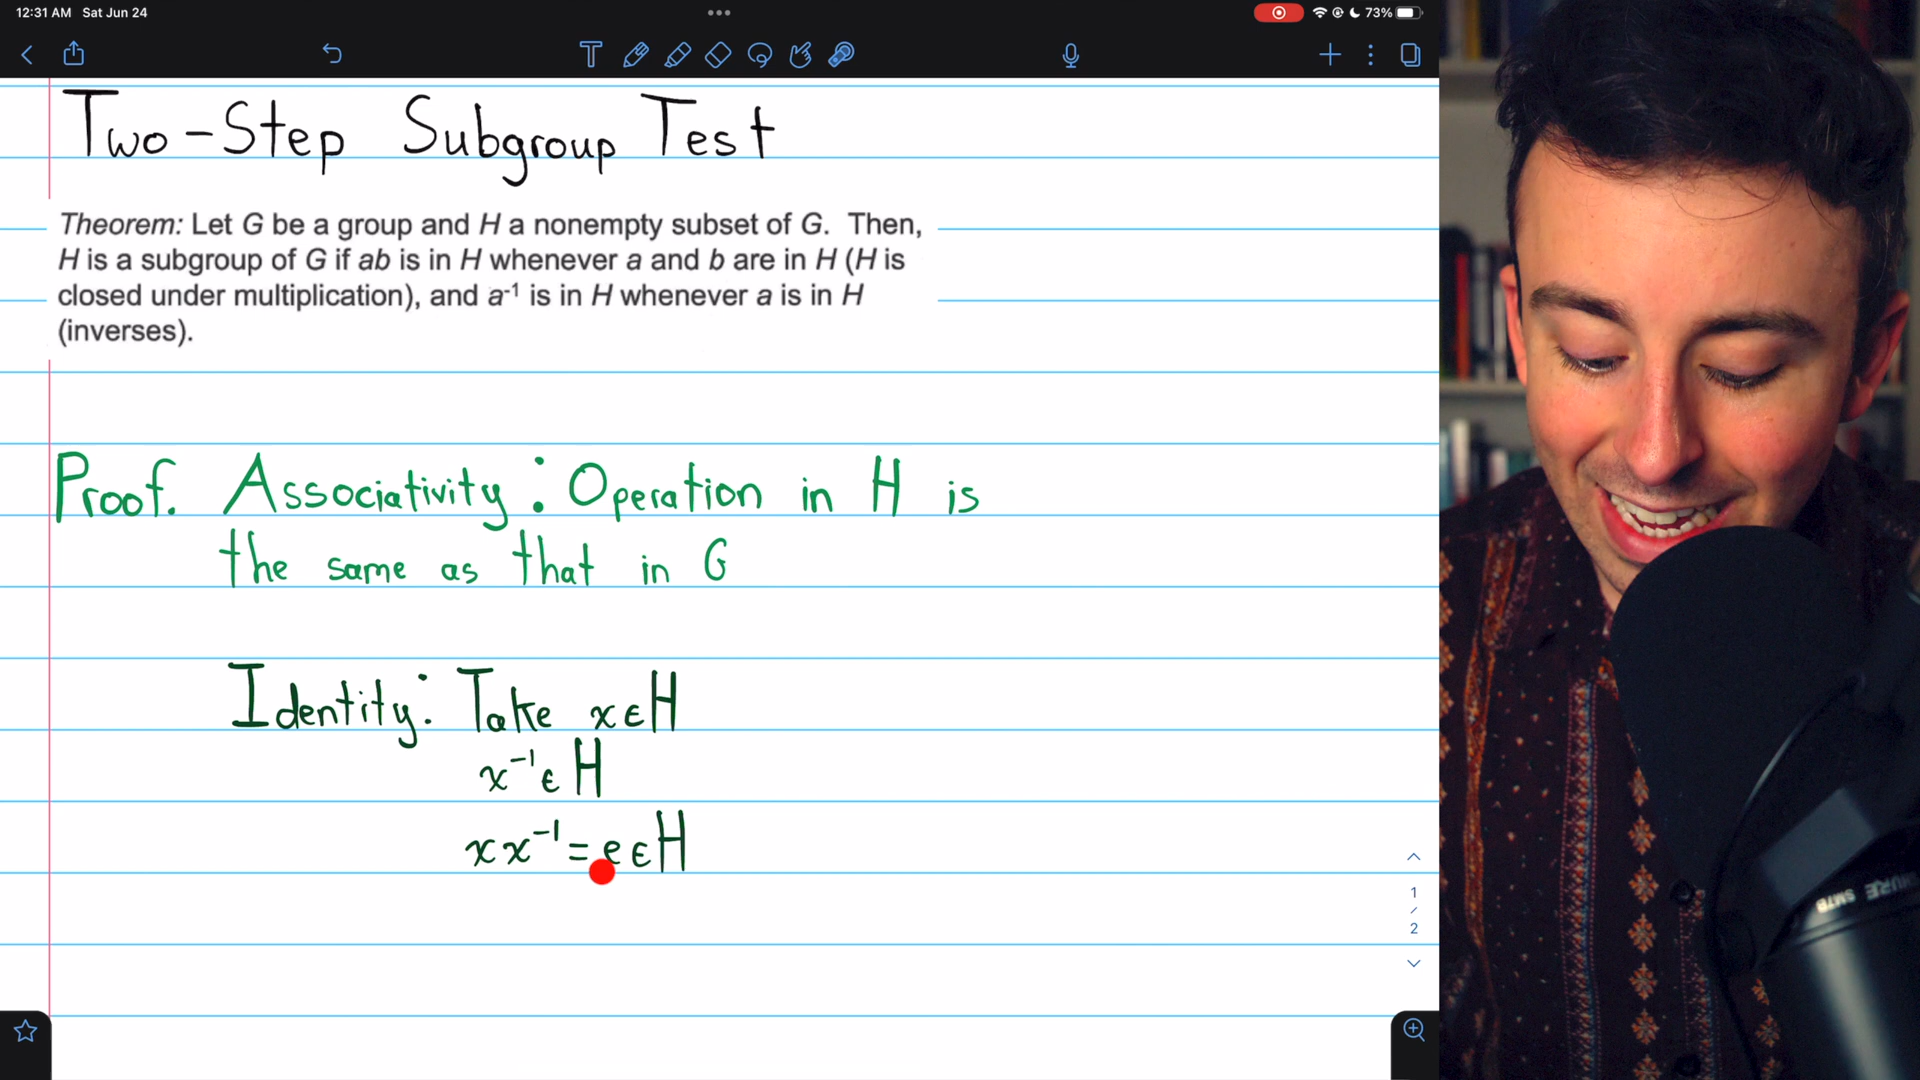 12:31 AM Sat Jun 24
73%
Two-Step Subgroup Test
Theorem: Let G be a group and H a nonempty subset of G. Then,
H is a subgroup of G if ab is in H whenever a and b are in H (H is
closed under multiplication), and a⁻¹ is in H whenever a is in H
(inverses).
Proof. Associativity: Operation in H is
the same as that in G
Identity: Take x∈H
x⁻¹∈H
xx⁻¹=e∈H
1
/
2
SHURE SM7B